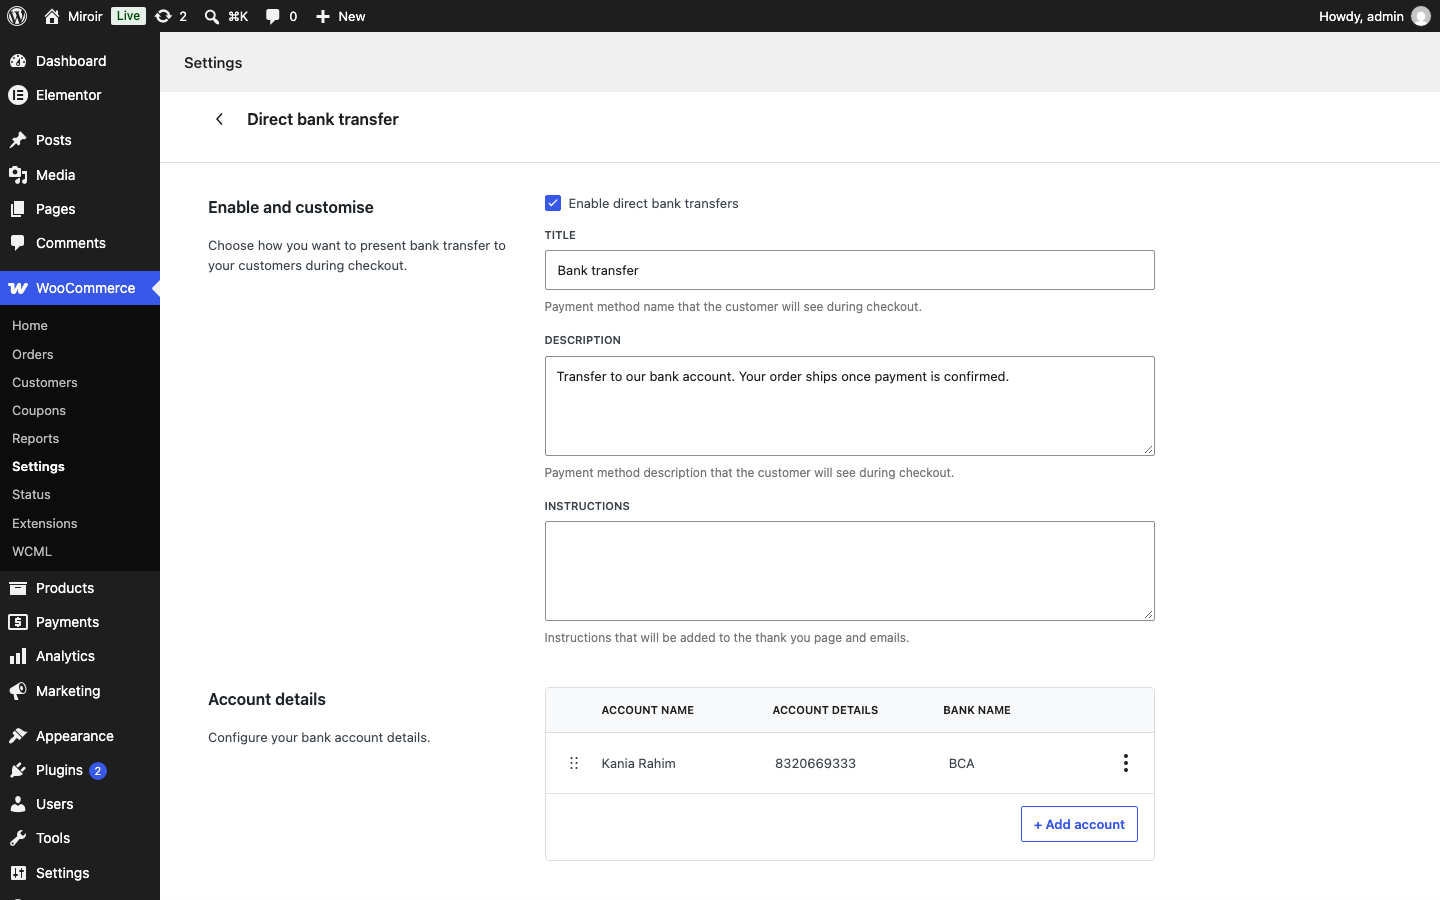 Miroir Live 2 ⌘K 0 New Howdy, admin
Dashboard
Elementor
Posts
Media
Pages
Comments
WooCommerce
Home
Orders
Customers
Coupons
Reports
Settings
Status
Extensions
WCML
Products
Payments
Analytics
Marketing
Appearance
Plugins 2
Users
Tools
Settings
Settings
Direct bank transfer
Enable and customise
Choose how you want to present bank transfer to
your customers during checkout.
Enable direct bank transfers
TITLE
Bank transfer
Payment method name that the customer will see during checkout.
DESCRIPTION
Transfer to our bank account. Your order ships once payment is confirmed.
Payment method description that the customer will see during checkout.
INSTRUCTIONS
Instructions that will be added to the thank you page and emails.
Account details
Configure your bank account details.
ACCOUNT NAME ACCOUNT DETAILS BANK NAME
Kania Rahim 8320669333 BCA
+ Add account